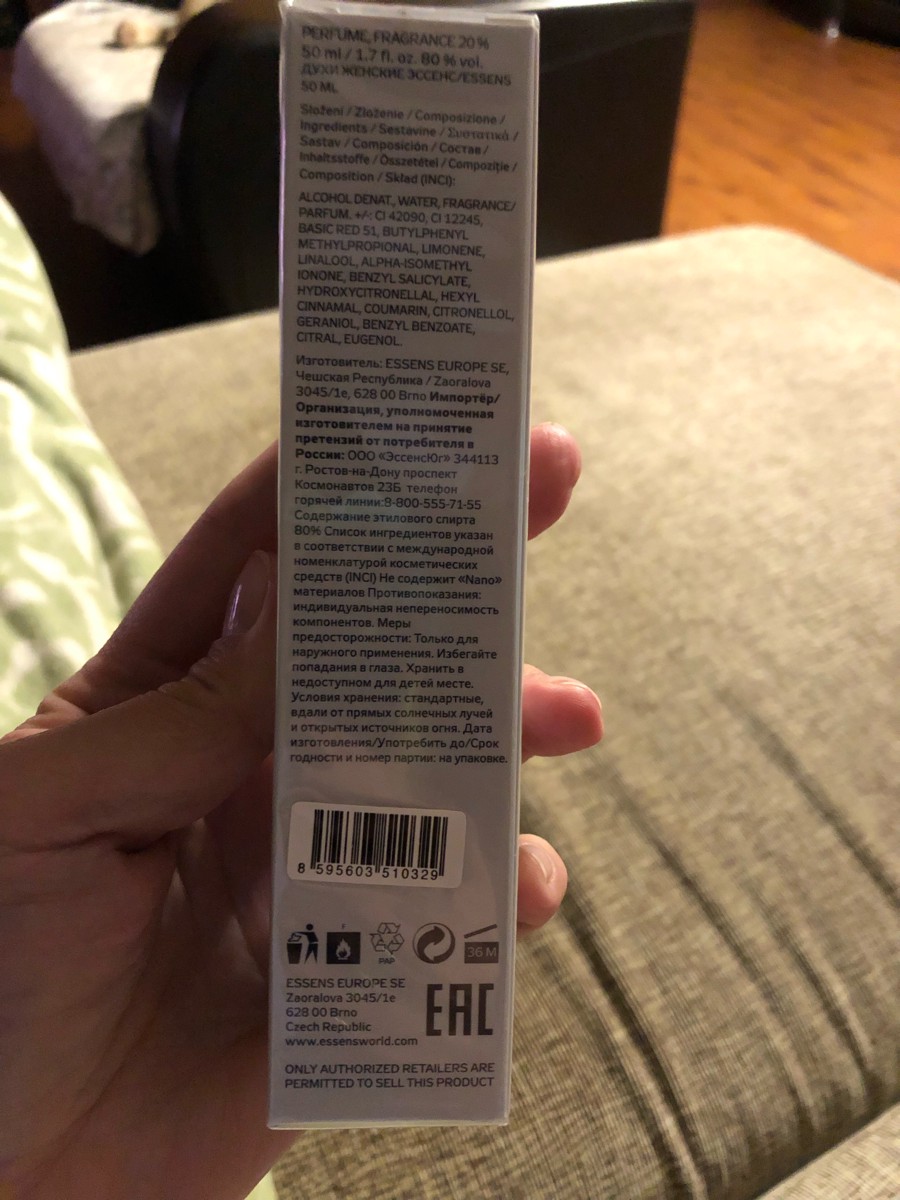 PERFUME, FRAGRANCE 20 %
50 ml / 1.7 fl. oz. 80 % vol.
ДУХИ ЖЕНСКИЕ ЭССЕНС/ESSENS
50 ML
Složení / Zloženie / Composizione /
Ingredients / Sestavine / Συστατικά /
Sastav / Composición / Состав /
Inhaltsstoffe / Összetétel / Compoziție /
Composition / Skład (INCI):
ALCOHOL DENAT., WATER, FRAGRANCE/
PARFUM. +/-: CI 42090, CI 12245,
BASIC RED 51, BUTYLPHENYL
METHYLPROPIONAL, LIMONENE,
LINALOOL, ALPHA-ISOMETHYL
IONONE, BENZYL SALICYLATE,
HYDROXYCITRONELLAL, HEXYL
CINNAMAL, COUMARIN, CITRONELLOL,
GERANIOL, BENZYL BENZOATE,
CITRAL, EUGENOL.
Изготовитель: ESSENS EUROPE SE,
Чешская Республика / Zaoralova
3045/1e, 628 00 Brno Импортёр/
Организация, уполномоченная
изготовителем на принятие
претензий от потребителя в
России: ООО «ЭссенсЮг» 344113
г. Ростов-на-Дону проспект
Космонавтов 23Б телефон
горячей линии:8-800-555-71-55
Содержание этилового спирта
80% Список ингредиентов указан
в соответствии с международной
номенклатурой косметических
средств (INCI) Не содержит «Nano»
материалов Противопоказания:
индивидуальная непереносимость
компонентов. Меры
предосторожности: Только для
наружного применения. Избегайте
попадания в глаза. Хранить в
недоступном для детей месте.
Условия хранения: стандартные,
вдали от прямых солнечных лучей
и открытых источников огня. Дата
изготовления/Употребить до/Срок
годности и номер партии: на упаковке.
8 595603 510329
PAP
36 M
ESSENS EUROPE SE
Zaoralova 3045/1e
628 00 Brno
Czech Republic
www.essensworld.com
EAC
ONLY AUTHORIZED RETAILERS ARE
PERMITTED TO SELL THIS PRODUCT